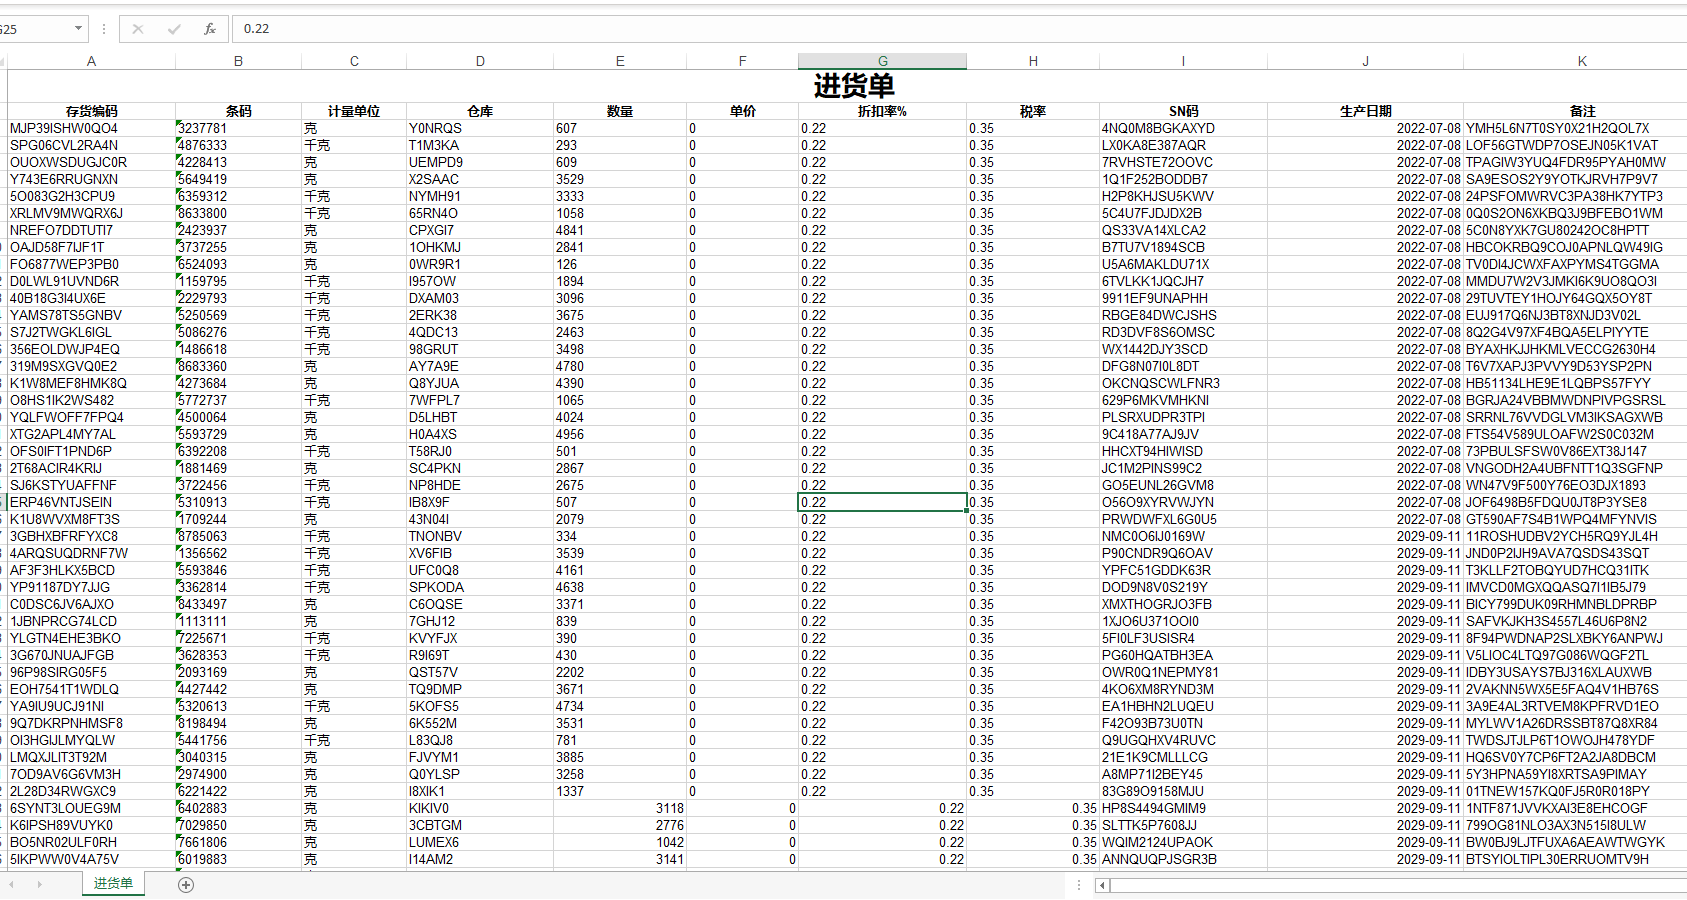 G25 fx 0.22
A B C D E F G H I J K
进货单
存货编码 条码 计量单位 仓库 数量 单价 折扣率% 税率 SN码 生产日期 备注
MJP39ISHW0QO4 3237781 克 Y0NRQS 607 0 0.22 0.35 4NQ0M8BGKAXYD 2022-07-08 YMH5L6N7T0SY0X21H2QOL7X
SPG06CVL2RA4N 4876333 千克 T1M3KA 293 0 0.22 0.35 LX0KA8E387AQR 2022-07-08 LOF56GTWDP7OSEJN05K1VAT
OUOXWSDUGJC0R 4228413 克 UEMPD9 609 0 0.22 0.35 7RVHSTE72OOVC 2022-07-08 TPAGIW3YUQ4FDR95PYAH0MW
Y743E6RRUGNXN 5649419 克 X2SAAC 3529 0 0.22 0.35 1Q1F252BODDB7 2022-07-08 SA9ESOS2Y9YOTKJRVH7P9V7
5O083G2H3CPU9 6359312 千克 NYMH91 3333 0 0.22 0.35 H2P8KHJSU5KWV 2022-07-08 24PSFOMWRVC3PA38HK7YTP3
XRLMV9MWQRX6J 8633800 千克 65RN4O 1058 0 0.22 0.35 5C4U7FJDJDX2B 2022-07-08 0Q0S2ON6XKBQ3J9BFEBO1WM
NREFO7DDTUTI7 2423937 克 CPXGI7 4841 0 0.22 0.35 QS33VA14XLCA2 2022-07-08 5C0N8YXK7GU80242OC8HPTT
OAJD58F7IJF1T 3737255 克 1OHKMJ 2841 0 0.22 0.35 B7TU7V1894SCB 2022-07-08 HBCOKRBQ9COJ0APNLQW49IG
FO6877WEP3PB0 6524093 克 0WR9R1 126 0 0.22 0.35 U5A6MAKLDU71X 2022-07-08 TV0DI4JCWXFAXPYMS4TGGMA
D0LWL91UVND6R 1159795 千克 I957OW 1894 0 0.22 0.35 6TVLKK1JQCJH7 2022-07-08 MMDU7W2V3JMKI6K9UO8QO3I
40B18G3I4UX6E 2229793 千克 DXAM03 3096 0 0.22 0.35 9911EF9UNAPHH 2022-07-08 29TUVTEY1HOJY64GQX5OY8T
YAMS78TS5GNBV 5250569 千克 2ERK38 3675 0 0.22 0.35 RBGE84DWCJSHS 2022-07-08 EUJ917Q6NJ3BT8XNJD3V02L
S7J2TWGKL6IGL 5086276 千克 4QDC13 2463 0 0.22 0.35 RD3DVF8S6OMSC 2022-07-08 8Q2G4V97XF4BQA5ELPIYYTE
356EOLDWJP4EQ 1486618 千克 98GRUT 3498 0 0.22 0.35 WX1442DJY3SCD 2022-07-08 BYAXHKJJHKMLVECCG2630H4
319M9SXGVQ0E2 8683360 克 AY7A9E 4780 0 0.22 0.35 DFG8N07I0L8DT 2022-07-08 T6V7XAPJ3PVVY9D53YSP2PN
K1W8MEF8HMK8Q 4273684 克 Q8YJUA 4390 0 0.22 0.35 OKCNQSCWLFNR3 2022-07-08 HB51134LHE9E1LQBPS57FYY
O8HS1IK2WS482 5772737 千克 7WFPL7 1065 0 0.22 0.35 629P6MKVMHKNI 2022-07-08 BGRJA24VBBMWDNPIVPGSRSL
YQLFWOFF7FPQ4 4500064 克 D5LHBT 4024 0 0.22 0.35 PLSRXUDPR3TPI 2022-07-08 SRRNL76VVDGLVM3IKSAGXWB
XTG2APL4MY7AL 5593729 克 H0A4XS 4956 0 0.22 0.35 9C418A77AJ9JV 2022-07-08 FTS54V589ULOAFW2S0C032M
OFS0IFT1PND6P 6392208 千克 T58RJ0 501 0 0.22 0.35 HHCXT94HIWISD 2022-07-08 73PBULSFSW0V86EXT38J147
2T68ACIR4KRIJ 1881469 克 SC4PKN 2867 0 0.22 0.35 JC1M2PINS99C2 2022-07-08 VNGODH2A4UBFNTT1Q3SGFNP
SJ6KSTYUAFFNF 3722456 千克 NP8HDE 2675 0 0.22 0.35 GO5EUNL26GVM8 2022-07-08 WN47V9F500Y76EO3DJX1893
ERP46VNTJSEIN 5310913 千克 IB8X9F 507 0 0.22 0.35 O56O9XYRVWJYN 2022-07-08 JOF6498B5FDQU0JT8P3YSE8
K1U8WVXM8FT3S 1709244 克 43N04I 2079 0 0.22 0.35 PRWDWFXL6G0U5 2022-07-08 GT590AF7S4B1WPQ4MFYNVIS
3GBHXBFRFYXC8 8785063 千克 TNONBV 334 0 0.22 0.35 NMC0O6IJ0169W 2029-09-11 11ROSHUDBV2YCH5RQ9YJL4H
4ARQSUQDRNF7W 1356562 千克 XV6FIB 3539 0 0.22 0.35 P90CNDR9Q6OAV 2029-09-11 JND0P2IJH9AVA7QSDS43SQT
AF3F3HLKX5BCD 5593846 千克 UFC0Q8 4161 0 0.22 0.35 YPFC51GDDK63R 2029-09-11 T3KLLF2TOBQYUD7HCQ31ITK
YP91187DY7JJG 3362814 千克 SPKODA 4638 0 0.22 0.35 DOD9N8V0S219Y 2029-09-11 IMVCD0MGXQQASQ7I1IB5J79
C0DSC6JV6AJXO 8433497 克 C6OQSE 3371 0 0.22 0.35 XMXTHOGRJO3FB 2029-09-11 BICY799DUK09RHMNBLDPRBP
1JBNPRCG74LCD 1113111 克 7GHJ12 839 0 0.22 0.35 1XJO6U371OOI0 2029-09-11 SAFVKJKH3S4557L46U6P8N2
YLGTN4EHE3BKO 7225671 千克 KVYFJX 390 0 0.22 0.35 5FI0LF3USISR4 2029-09-11 8F94PWDNAP2SLXBKY6ANPWJ
3G670JNUAJFGB 3628353 千克 R9I69T 430 0 0.22 0.35 PG60HQATBH3EA 2029-09-11 V5LIOC4LTQ97G086WQGF2TL
96P98SIRG05F5 2093169 克 QST57V 2202 0 0.22 0.35 OWR0Q1NEPMY81 2029-09-11 IDBY3USAYS7BJ316XLAUXWB
EOH7541T1WDLQ 4427442 克 TQ9DMP 3671 0 0.22 0.35 4KO6XM8RYND3M 2029-09-11 2VAKNN5WX5E5FAQ4V1HB76S
YA9IU9UCJ91NI 5320613 千克 5KOFS5 4734 0 0.22 0.35 EA1HBHN2LUQEU 2029-09-11 3A9E4AL3RTVEM8KPFRVD1EO
9Q7DKRPNHMSF8 8198494 克 6K552M 3531 0 0.22 0.35 F42O93B73U0TN 2029-09-11 MYLWV1A26DRSSBT87Q8XR84
OI3HGIJLMYQLW 5441756 千克 L83QJ8 781 0 0.22 0.35 Q9UGQHXV4RUVC 2029-09-11 TWDSJTJLP6T1OWOJH478YDF
LMQXJLIT3T92M 3040315 克 FJVYM1 3885 0 0.22 0.35 21E1K9CMLLLCG 2029-09-11 HQ6SV0Y7CP6FT2A2JA8DBCM
7OD9AV6G6VM3H 2974900 克 Q0YLSP 3258 0 0.22 0.35 A8MP71I2BEY45 2029-09-11 5Y3HPNA59YI8XRTSA9PIMAY
2L28D34RWGXC9 6221422 克 I8XIK1 1337 0 0.22 0.35 83G89O9158MJU 2029-09-11 01TNEW157KQ0FJ5R0R018PY
6SYNT3LOUEG9M 6402883 克 KIKIV0 3118 0 0.22 0.35 HP8S4494GMIM9 2029-09-11 1NTF871JVVKXAI3E8EHCOGF
K6IPSH89VUYK0 7029850 克 3CBTGM 2776 0 0.22 0.35 SLTTK5P7608JJ 2029-09-11 799OG81NLO3AX3N515I8ULW
BO5NR02ULF0RH 7661806 克 LUMEX6 1042 0 0.22 0.35 WQIM2124UPAOK 2029-09-11 BW0BJ9LJTFUXA6AEAWTWGYK
5IKPWW0V4A75V 6019883 克 I14AM2 3141 0 0.22 0.35 ANNQUQPJSGR3B 2029-09-11 BTSYIOLTIPL30ERRUOMTV9H
进货单